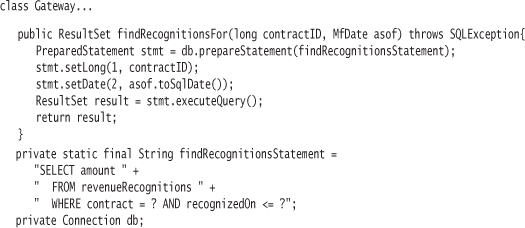 class Gateway...
public ResultSet findRecognitionsFor(long contractID, MfDate asof) throws SQLException{
PreparedStatement stmt = db.prepareStatement(findRecognitionsStatement);
stmt.setLong(1, contractID);
stmt.setDate(2, asof.toSqlDate());
ResultSet result = stmt.executeQuery();
return result;
}
private static final String findRecognitionsStatement =
"SELECT amount " +
"  FROM revenueRecognitions " +
"  WHERE contract = ? AND recognizedOn <= ?";
private Connection db;